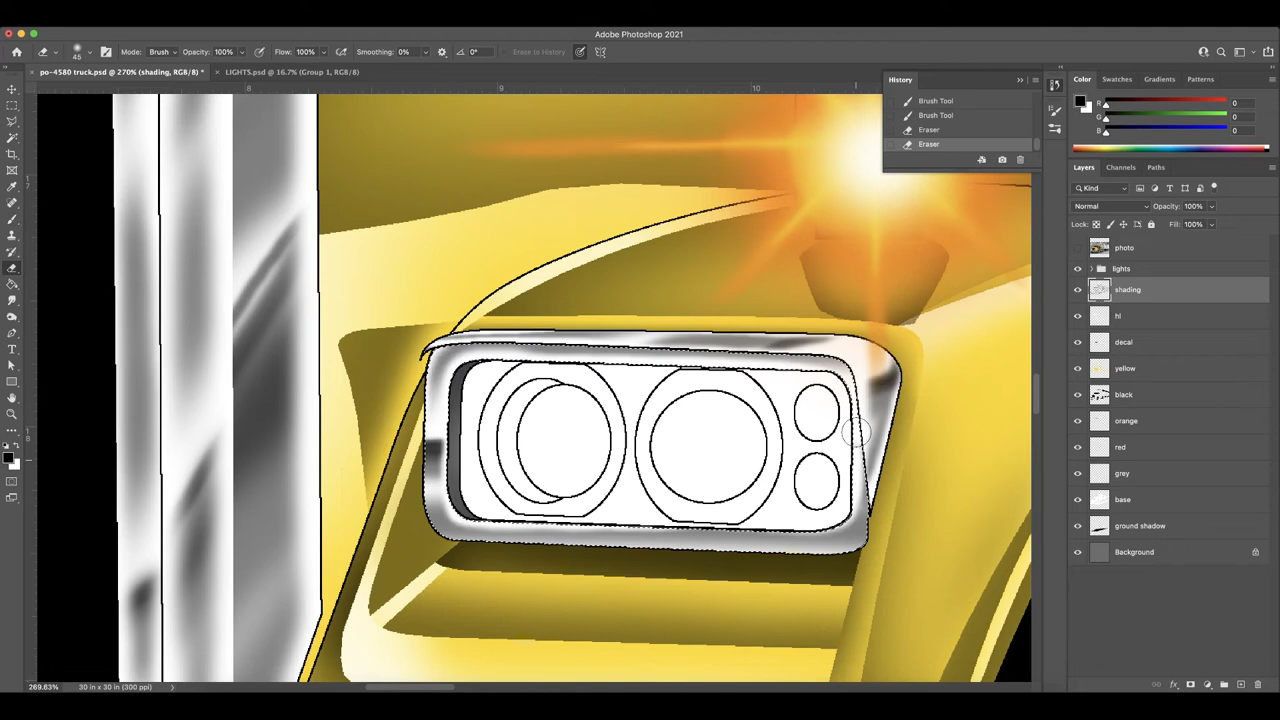 Adobe Photoshop 2021
45 Mode: Brush Opacity: 100% Flow: 100% Smoothing: 0% 0° Erase to History
po-4580 truck.psd @ 270% (shading, RGB/8) * LIGHTS.psd @ 16.7% (Group 1, RGB/8)
8 9 10
History
Brush Tool
Brush Tool
Eraser
Eraser
Color Swatches Gradients Patterns
R 0
G 0
B 0
Layers Channels Paths
Kind
Normal Opacity: 100%
Lock: Fill: 100%
photo
lights
shading
hl
decal
yellow
black
orange
red
grey
base
ground shadow
Background
269.63% 30 in x 30 in (300 ppi)